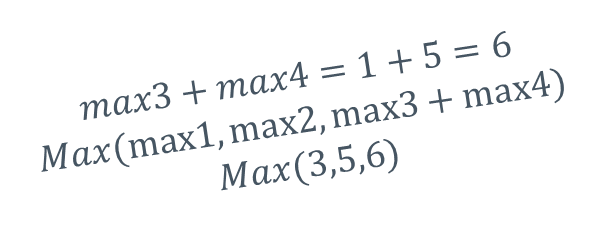 max3 + max4 = 1 + 5 = 6
Max(max1, max2, max3 + max4)
Max(3,5,6)